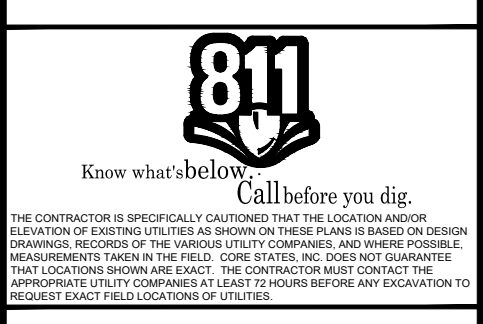 811
Know what's below.
Call before you dig.
THE CONTRACTOR IS SPECIFICALLY CAUTIONED THAT THE LOCATION AND/OR
ELEVATION OF EXISTING UTILITIES AS SHOWN ON THESE PLANS IS BASED ON DESIGN
DRAWINGS, RECORDS OF THE VARIOUS UTILITY COMPANIES, AND WHERE POSSIBLE,
MEASUREMENTS TAKEN IN THE FIELD. CORE STATES, INC. DOES NOT GUARANTEE
THAT LOCATIONS SHOWN ARE EXACT. THE CONTRACTOR MUST CONTACT THE
APPROPRIATE UTILITY COMPANIES AT LEAST 72 HOURS BEFORE ANY EXCAVATION TO
REQUEST EXACT FIELD LOCATIONS OF UTILITIES.